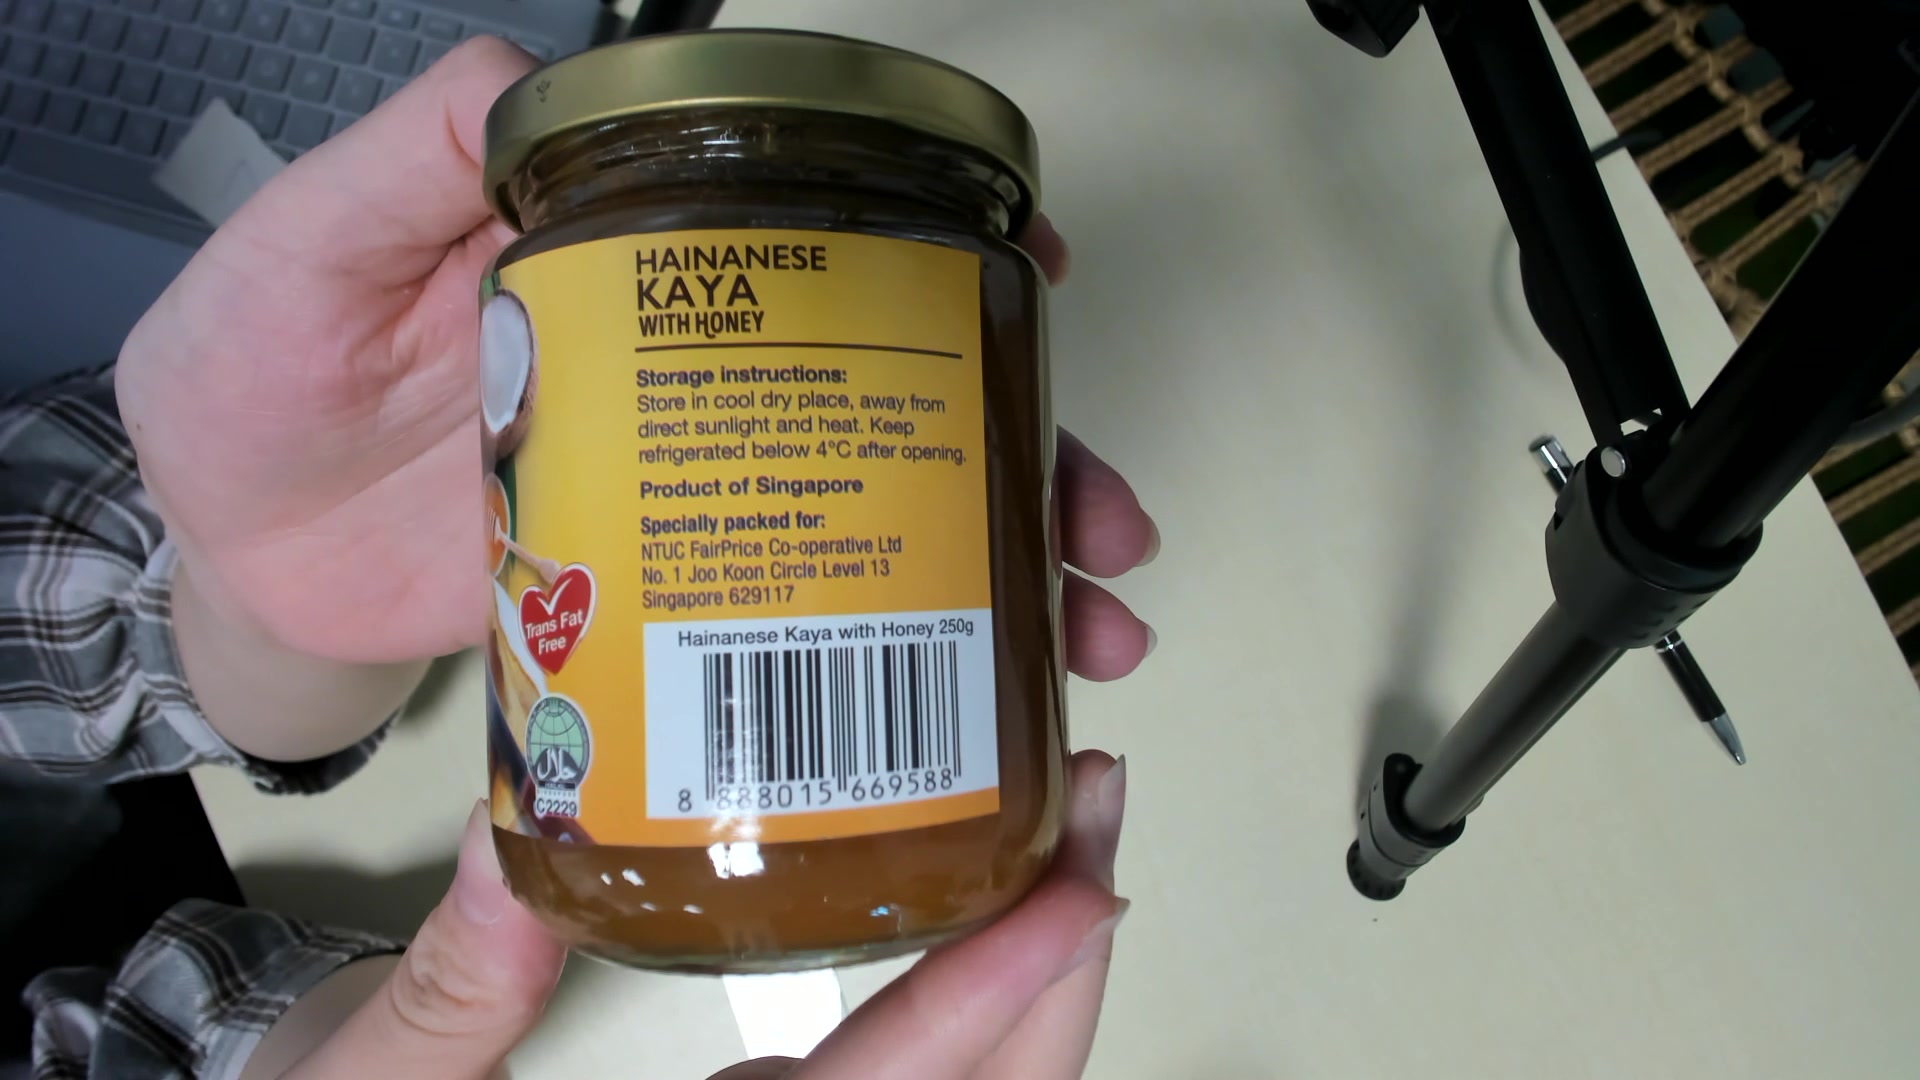 HAINANESE
KAYA
WITH HONEY
Storage instructions:
Store in cool dry place, away from
direct sunlight and heat. Keep
refrigerated below 4°C after opening.
Product of Singapore
Specially packed for:
NTUC FairPrice Co-operative Ltd
No. 1 Joo Koon Circle Level 13
Singapore 629117
Trans Fat
Free
حلال
C2229
Hainanese Kaya with Honey 250g
8 888015 669588